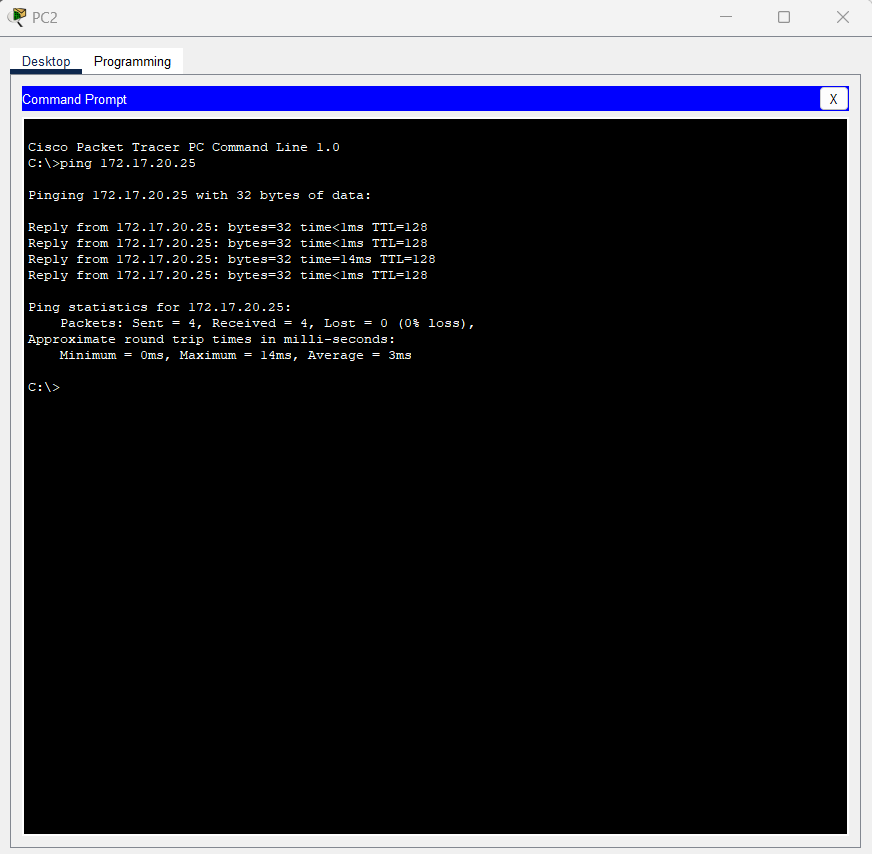 PC2
Desktop Programming
Command Prompt X
Cisco Packet Tracer PC Command Line 1.0
C:\>ping 172.17.20.25
Pinging 172.17.20.25 with 32 bytes of data:
Reply from 172.17.20.25: bytes=32 time<1ms TTL=128
Reply from 172.17.20.25: bytes=32 time<1ms TTL=128
Reply from 172.17.20.25: bytes=32 time=14ms TTL=128
Reply from 172.17.20.25: bytes=32 time<1ms TTL=128
Ping statistics for 172.17.20.25:
    Packets: Sent = 4, Received = 4, Lost = 0 (0% loss),
Approximate round trip times in milli-seconds:
    Minimum = 0ms, Maximum = 14ms, Average = 3ms
C:\>